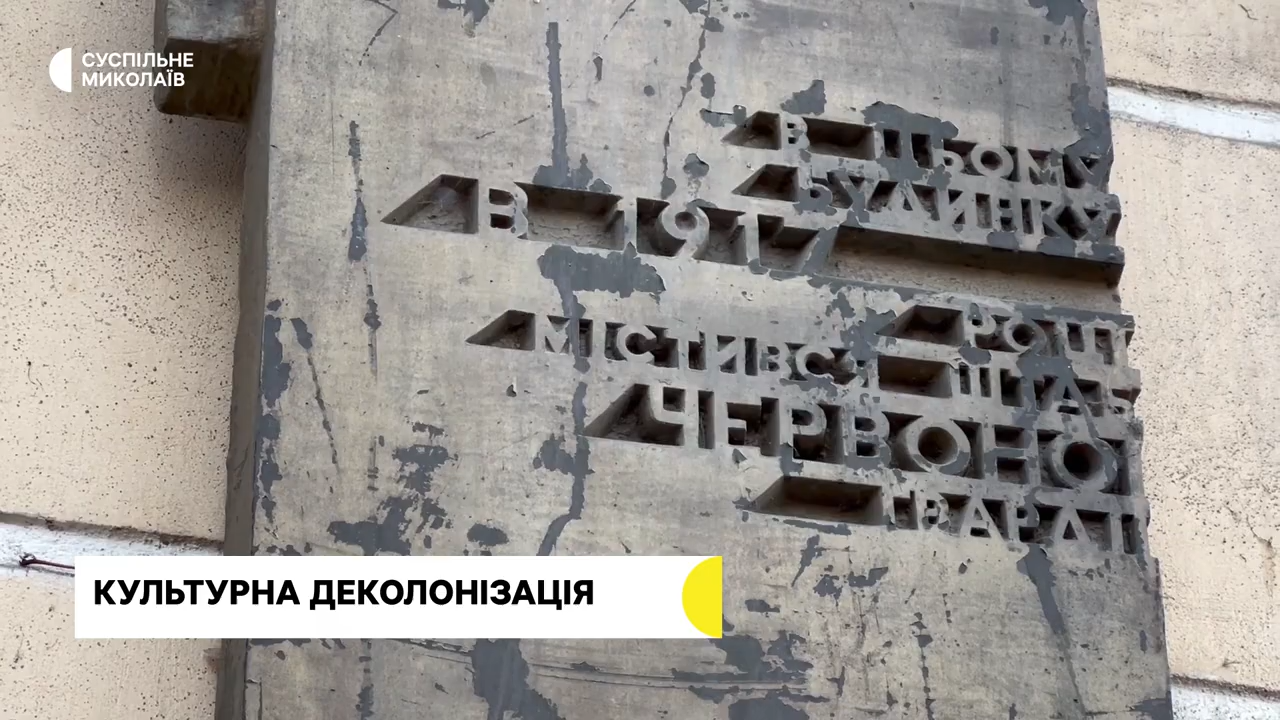 СУСПІЛЬНЕ
МИКОЛАЇВ
В ЦЬОМУ
БУДИНКУ
В 1917 РОЦІ
МІСТИВСЯ ШТАБ
ЧЕРВОНОЇ
ГВАРДІЇ
КУЛЬТУРНА ДЕКОЛОНІЗАЦІЯ